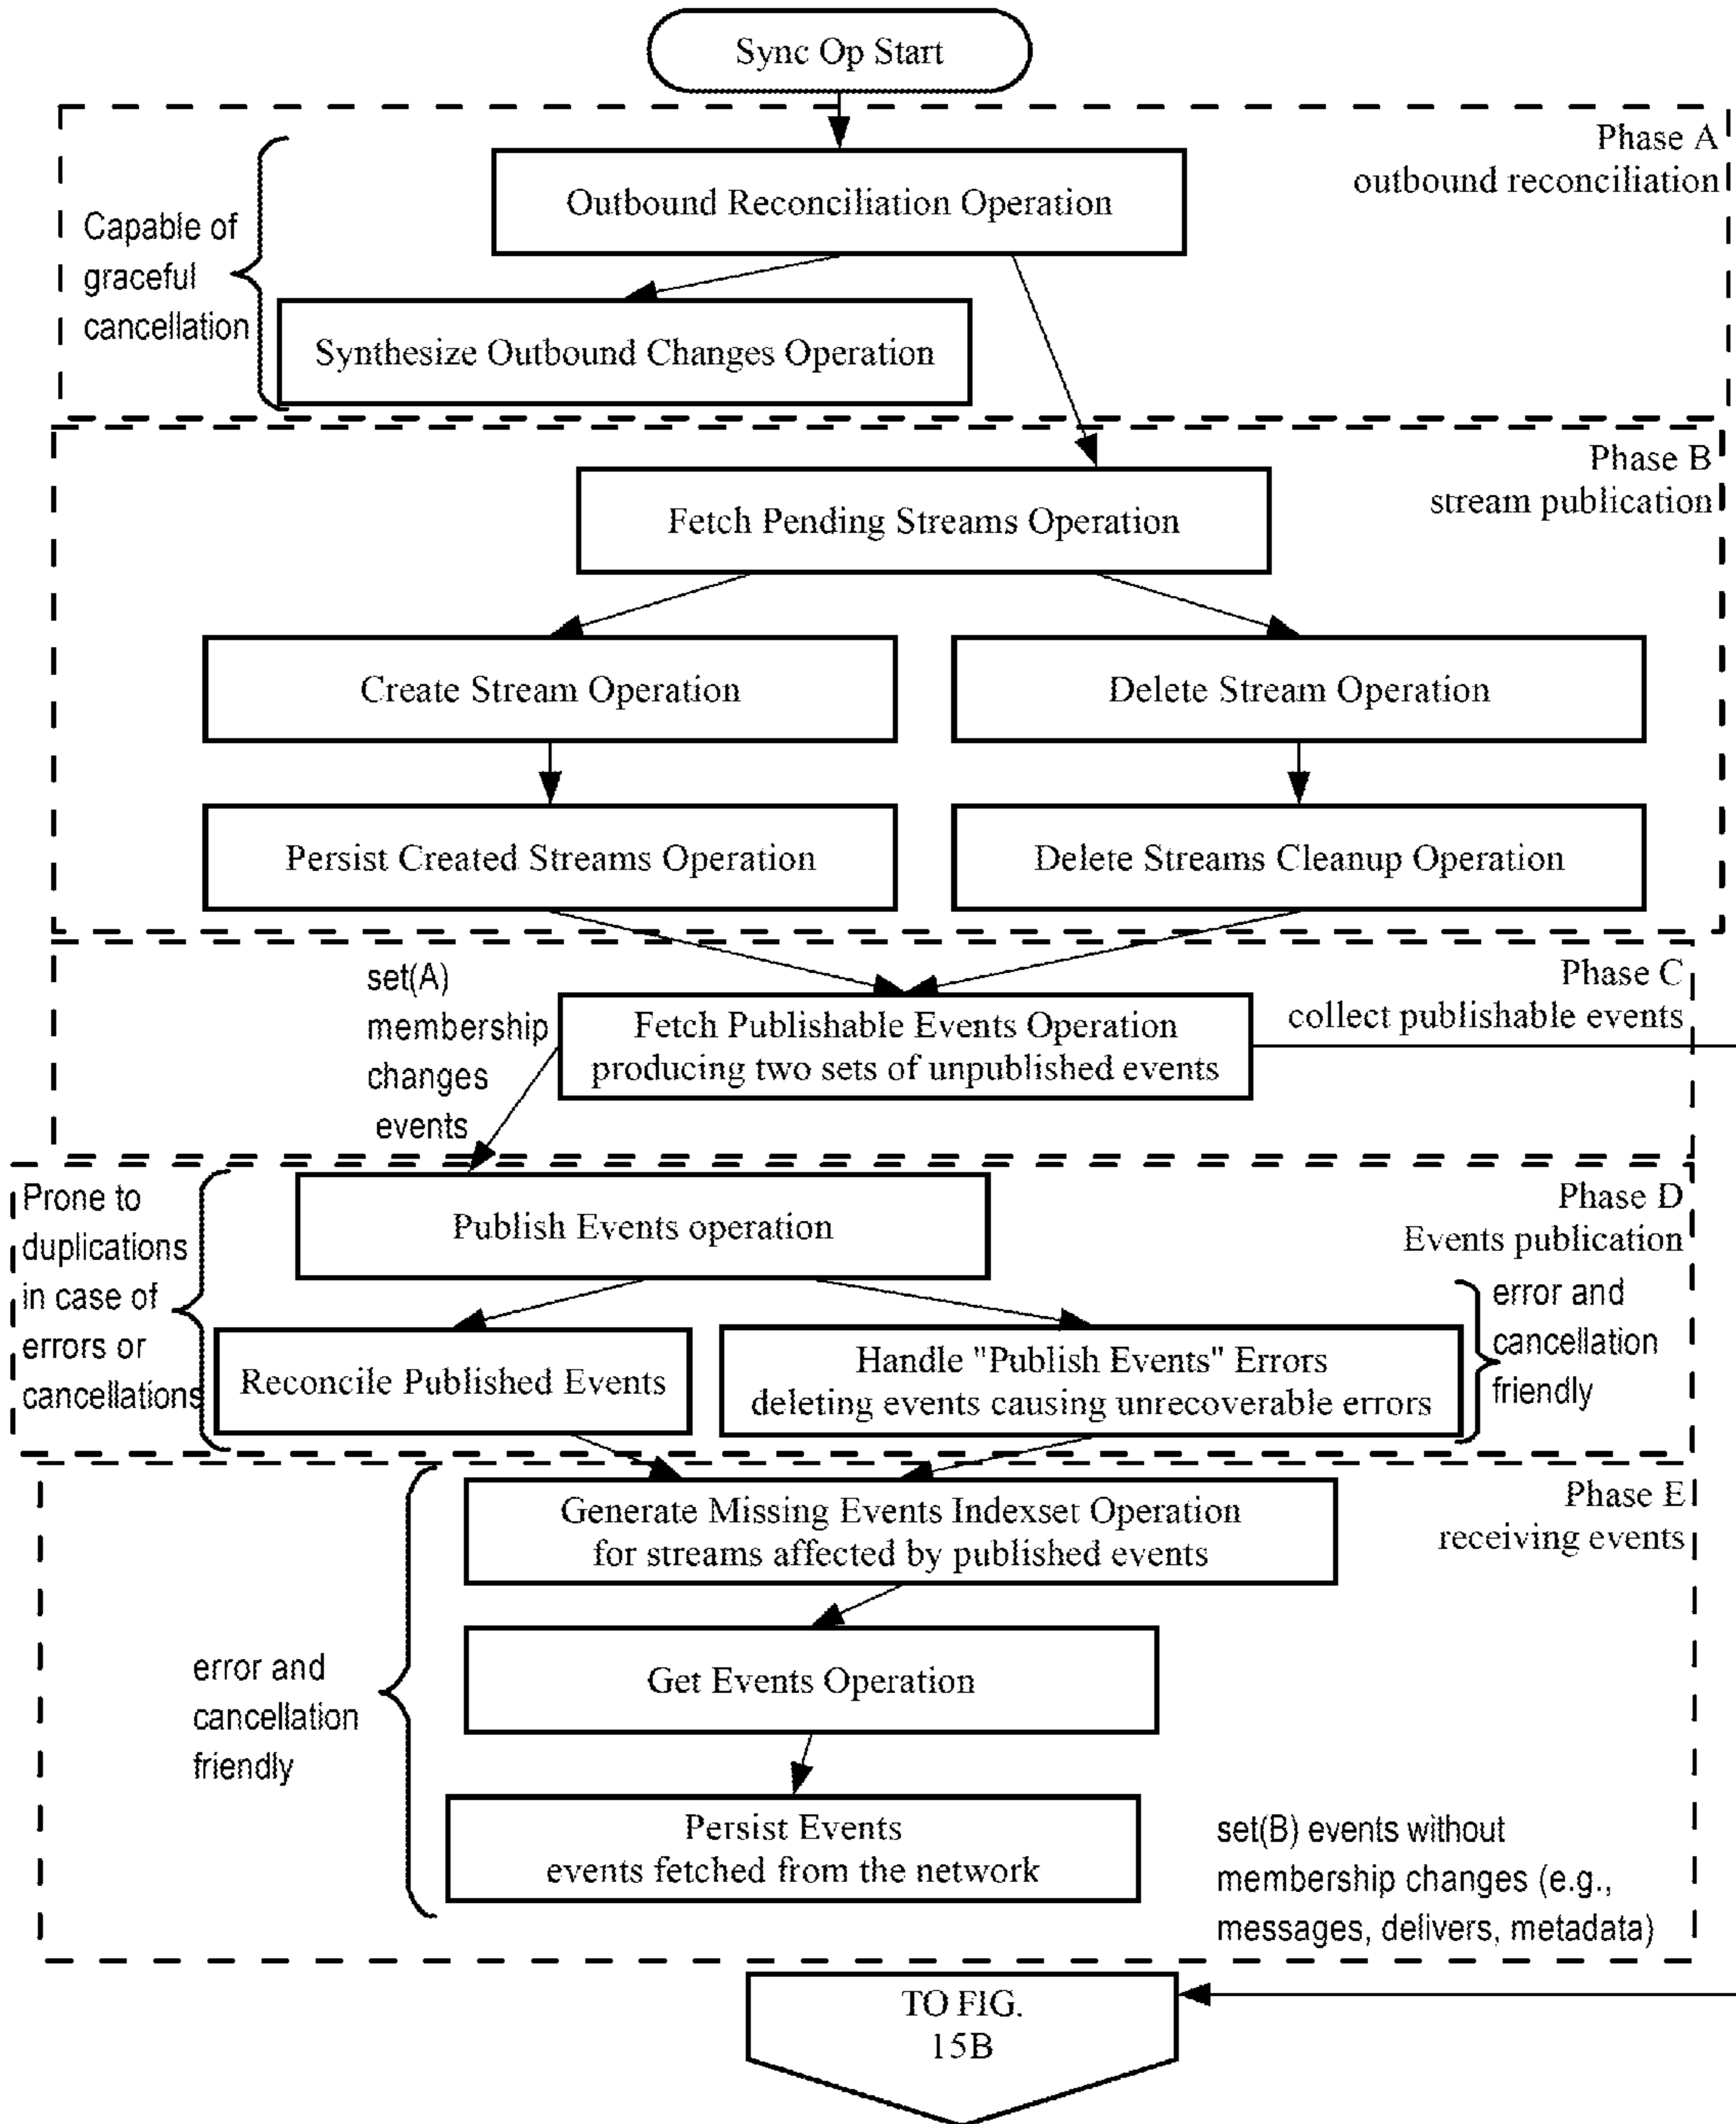 Sync Op Start
Phase A
outbound reconciliation
Outbound Reconciliation Operation
Capable of
graceful
cancellation
Synthesize Outbound Changes Operation
Phase B
stream publication
Fetch Pending Streams Operation
Create Stream Operation
Delete Stream Operation
Persist Created Streams Operation
Delete Streams Cleanup Operation
Phase C
collect publishable events
set(A)
membership
changes
events
Fetch Publishable Events Operation
producing two sets of unpublished events
Phase D
Events publication
Prone to
duplications
in case of
errors or
cancellations
Publish Events operation
error and
cancellation
friendly
Reconcile Published Events
Handle "Publish Events" Errors
deleting events causing unrecoverable errors
Phase E
receiving events
Generate Missing Events Indexset Operation
for streams affected by published events
error and
cancellation
friendly
Get Events Operation
Persist Events
events fetched from the network
set(B) events without
membership changes (e.g.,
messages, delivers, metadata)
TO FIG.
15B